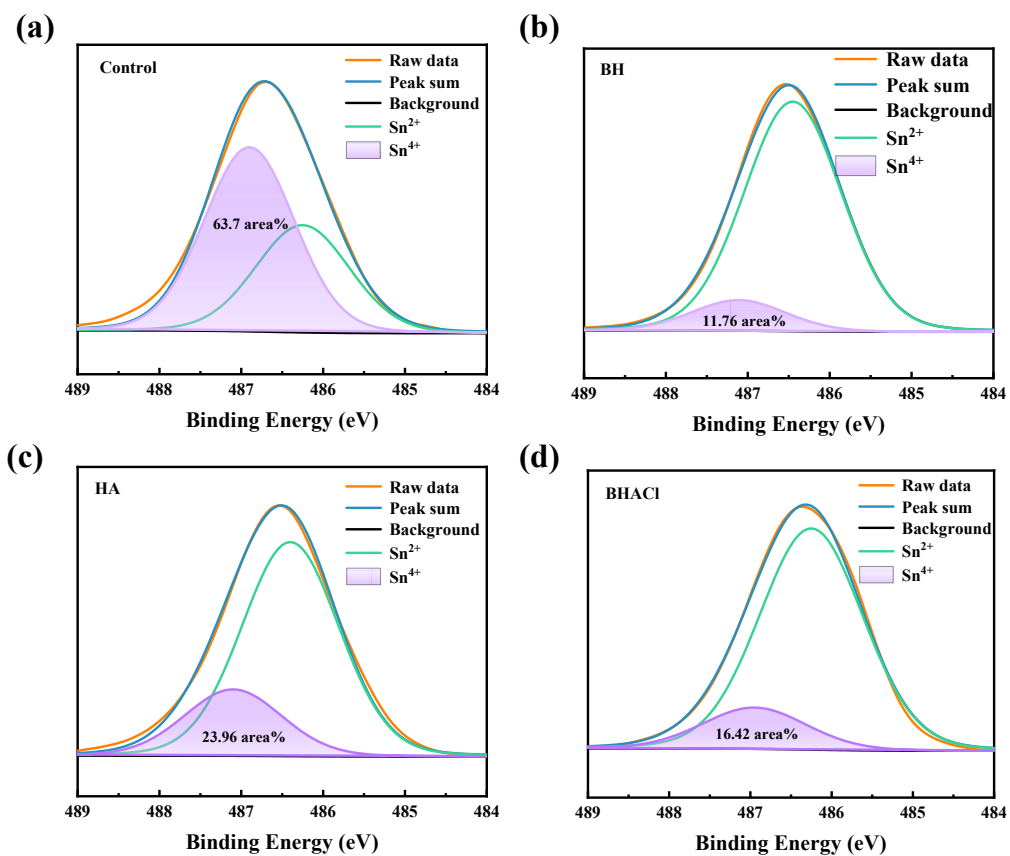 (a)
Control
Raw data
Peak sum
Background
Sn²⁺
Sn⁴⁺
63.7 area%
489 488 487 486 485 484
Binding Energy (eV)
(b)
BH
Raw data
Peak sum
Background
Sn²⁺
Sn⁴⁺
11.76 area%
489 488 487 486 485 484
Binding Energy (eV)
(c)
HA
Raw data
Peak sum
Background
Sn²⁺
Sn⁴⁺
23.96 area%
489 488 487 486 485 484
Binding Energy (eV)
(d)
BHACl
Raw data
Peak sum
Background
Sn²⁺
Sn⁴⁺
16.42 area%
489 488 487 486 485 484
Binding Energy (eV)